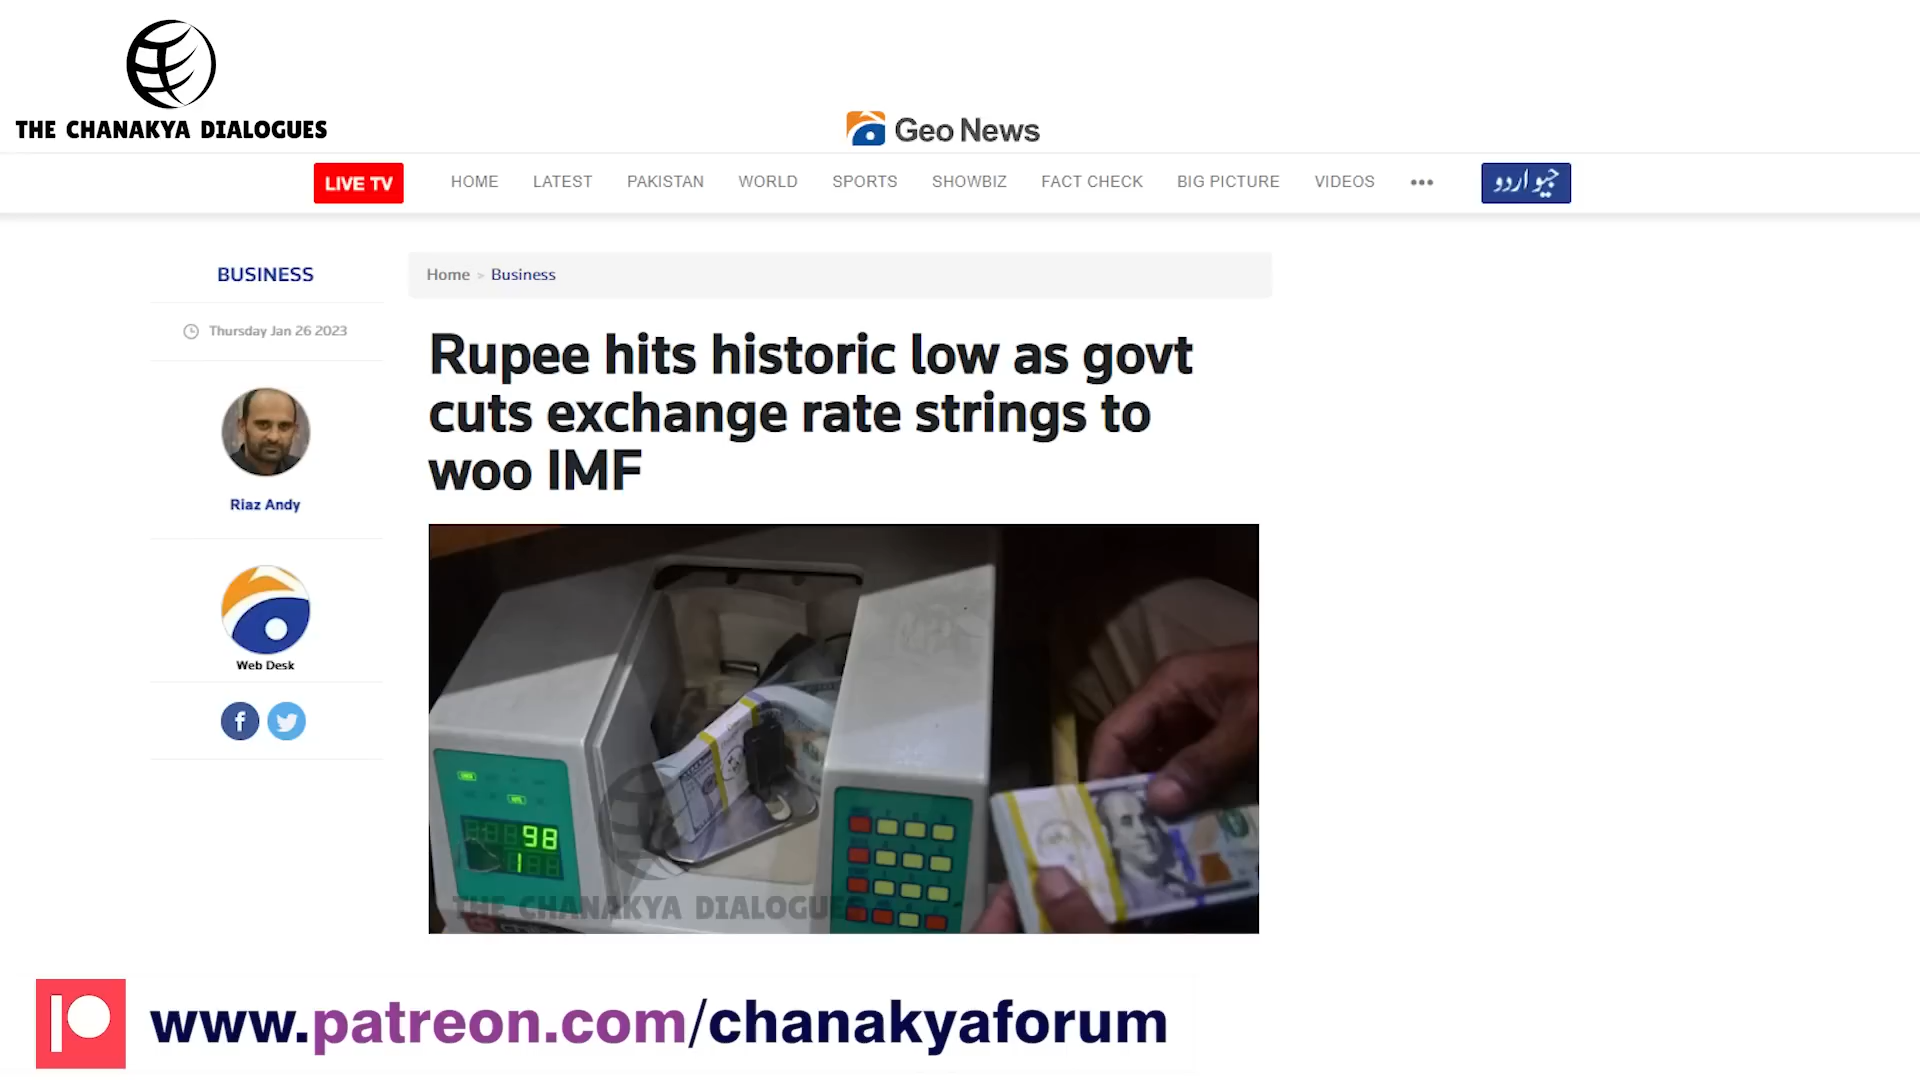 THE CHANAKYA DIALOGUES
Geo News
LIVE TV HOME LATEST PAKISTAN WORLD SPORTS SHOWBIZ FACT CHECK BIG PICTURE VIDEOS ••• جیو اردو
BUSINESS
Home > Business
Thursday Jan 26 2023
Rupee hits historic low as govt
cuts exchange rate strings to
woo IMF
Riaz Andy
Web Desk
98
1
THE CHANAKYA DIALOGUES
www.patreon.com/chanakyaforum